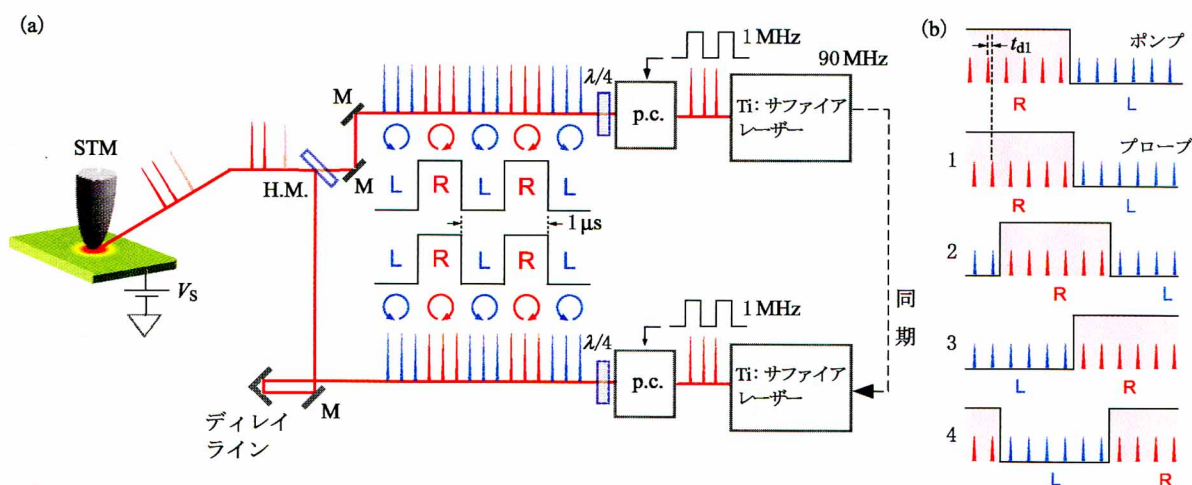 (a)
STM
V_S
H.M.
M
M
λ/4
p.c.
1 MHz
90 MHz
Ti：サファイア
レーザー
L R L R L
1 μs
L R L R L
同
期
λ/4
p.c.
1 MHz
Ti：サファイア
レーザー
M
ディレイ
ライン
(b)
t_d1
ポンプ
R L
1
プローブ
R L
2
R L
3
L R
4
L R